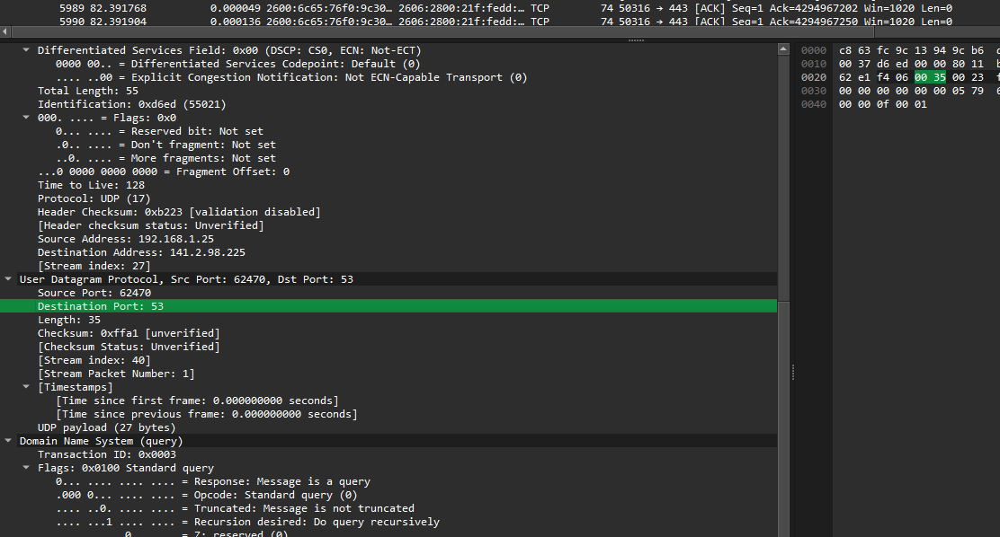 5989 82.391768 0.000049 2600:6c65:76f0:9c30… 2606:2800:21f:fedd:… TCP 74 50316 → 443 [ACK] Seq=1 Ack=4294967202 Win=1020 Len=0
5990 82.391904 0.000136 2600:6c65:76f0:9c30… 2606:2800:21f:fedd:… TCP 74 50316 → 443 [ACK] Seq=1 Ack=4294967250 Win=1020 Len=0
Differentiated Services Field: 0x00 (DSCP: CS0, ECN: Not-ECT)
0000 00.. = Differentiated Services Codepoint: Default (0)
.... ..00 = Explicit Congestion Notification: Not ECN-Capable Transport (0)
Total Length: 55
Identification: 0xd6ed (55021)
000. .... = Flags: 0x0
0... .... = Reserved bit: Not set
.0.. .... = Don't fragment: Not set
..0. .... = More fragments: Not set
...0 0000 0000 0000 = Fragment Offset: 0
Time to Live: 128
Protocol: UDP (17)
Header Checksum: 0xb223 [validation disabled]
[Header checksum status: Unverified]
Source Address: 192.168.1.25
Destination Address: 141.2.98.225
[Stream index: 27]
User Datagram Protocol, Src Port: 62470, Dst Port: 53
Source Port: 62470
Destination Port: 53
Length: 35
Checksum: 0xffa1 [unverified]
[Checksum Status: Unverified]
[Stream index: 40]
[Stream Packet Number: 1]
[Timestamps]
[Time since first frame: 0.000000000 seconds]
[Time since previous frame: 0.000000000 seconds]
UDP payload (27 bytes)
Domain Name System (query)
Transaction ID: 0x0003
Flags: 0x0100 Standard query
0... .... .... .... = Response: Message is a query
.000 0... .... .... = Opcode: Standard query (0)
.... ..0. .... .... = Truncated: Message is not truncated
.... ...1 .... .... = Recursion desired: Do query recursively
0... .... = Z: reserved (0)
0000 c8 63 fc 9c 13 94 9c b6
0010 00 37 d6 ed 00 00 80 11
0020 62 e1 f4 06 00 35 00 23
0030 00 00 00 00 00 00 05 79
0040 00 00 0f 00 01